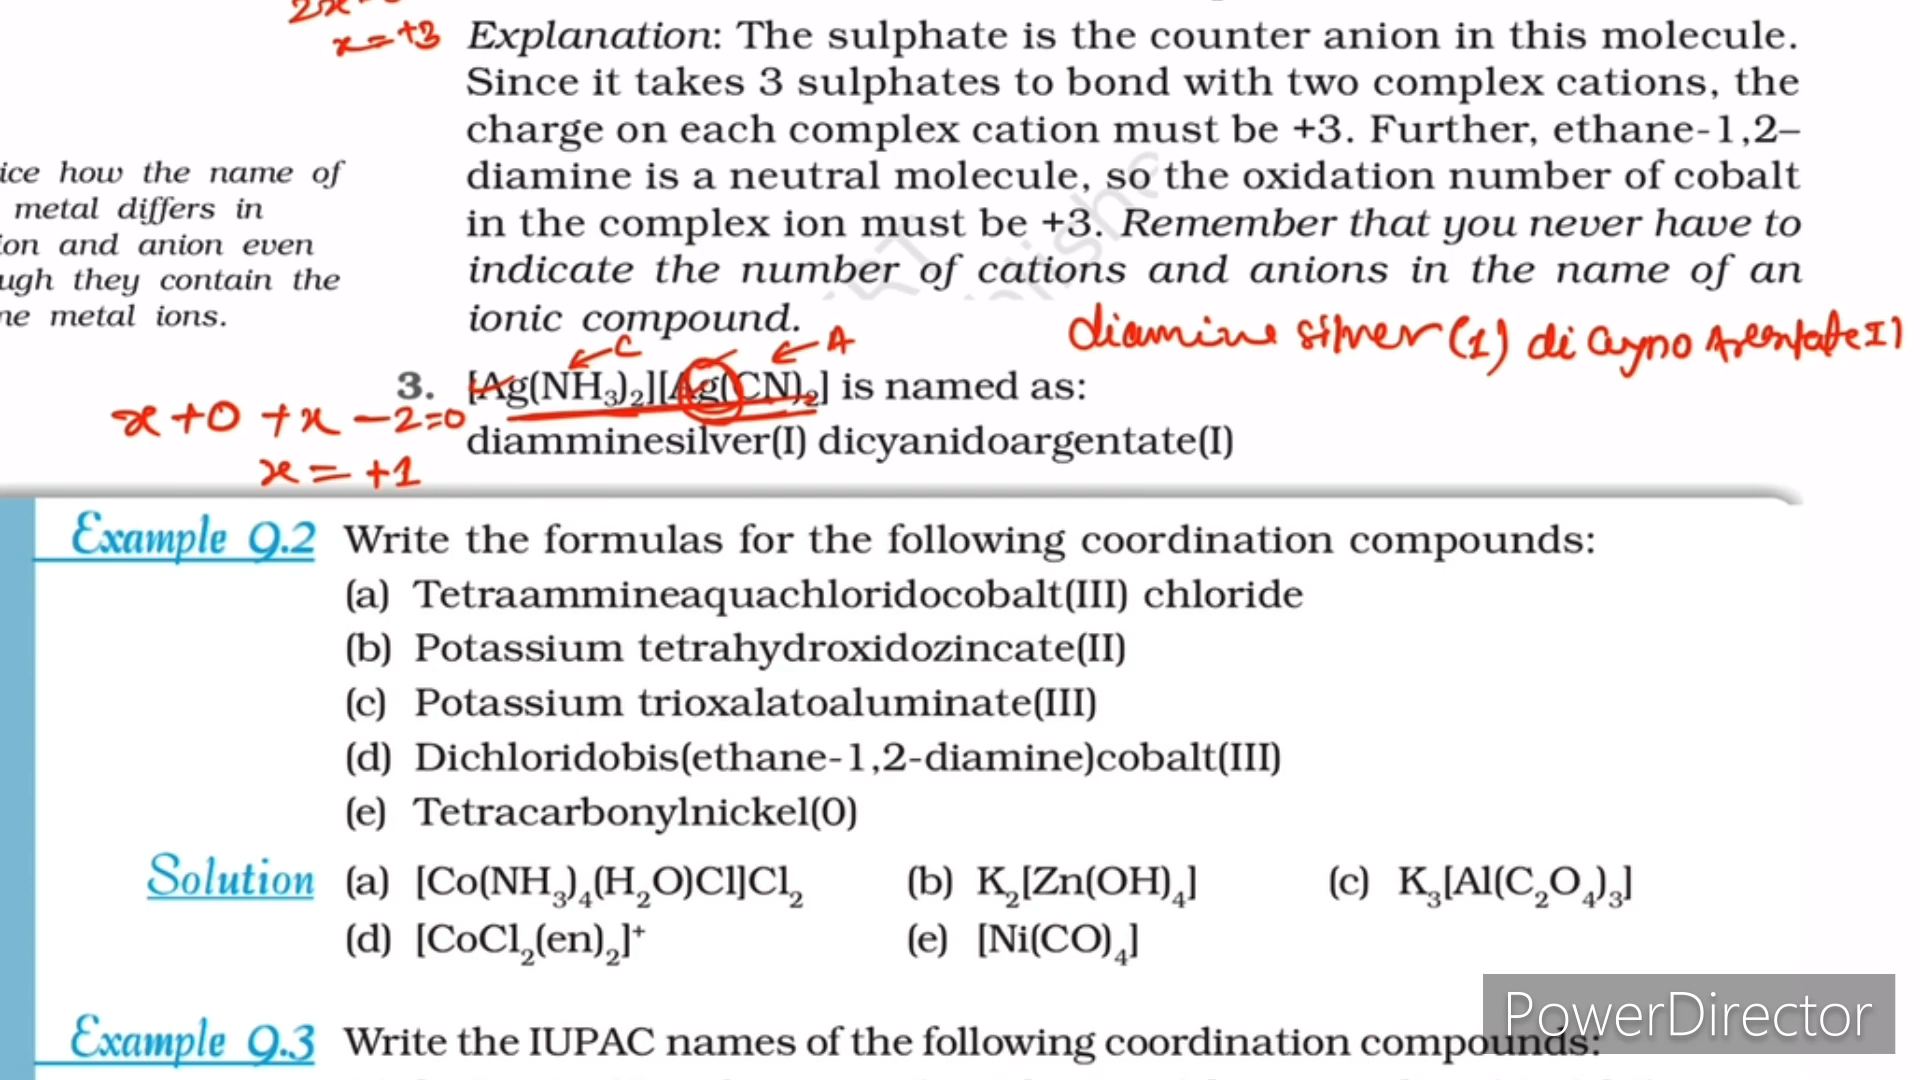 2x
x=+3
Explanation: The sulphate is the counter anion in this molecule.
Since it takes 3 sulphates to bond with two complex cations, the
charge on each complex cation must be +3. Further, ethane-1,2–
diamine is a neutral molecule, so the oxidation number of cobalt
in the complex ion must be +3. Remember that you never have to
indicate the number of cations and anions in the name of an
ionic compound.
ice how the name of
metal differs in
ion and anion even
ugh they contain the
ne metal ions.
diamine silver (1) di Cayno I)
C
A
3. [Ag(NH₃)₂][Ag(CN)₂] is named as:
x+0 +x -2=0
x = +1
diamminesilver(I) dicyanidoargentate(I)
Example 9.2 Write the formulas for the following coordination compounds:
(a) Tetraammineaquachloridocobalt(III) chloride
(b) Potassium tetrahydroxidozincate(II)
(c) Potassium trioxalatoaluminate(III)
(d) Dichloridobis(ethane-1,2-diamine)cobalt(III)
(e) Tetracarbonylnickel(0)
Solution (a) [Co(NH₃)₄(H₂O)Cl]Cl₂ (b) K₂[Zn(OH)₄] (c) K₃[Al(C₂O₄)₃]
(d) [CoCl₂(en)₂]⁺ (e) [Ni(CO)₄]
PowerDirector
Example 9.3 Write the IUPAC names of the following coordination compounds: